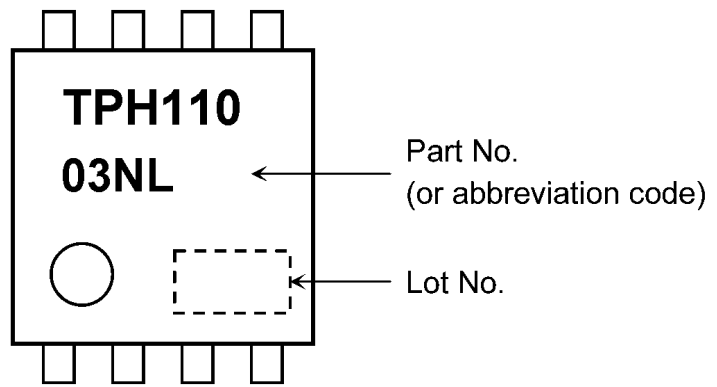 TPH110
03NL
Part No.
(or abbreviation code)
Lot No.